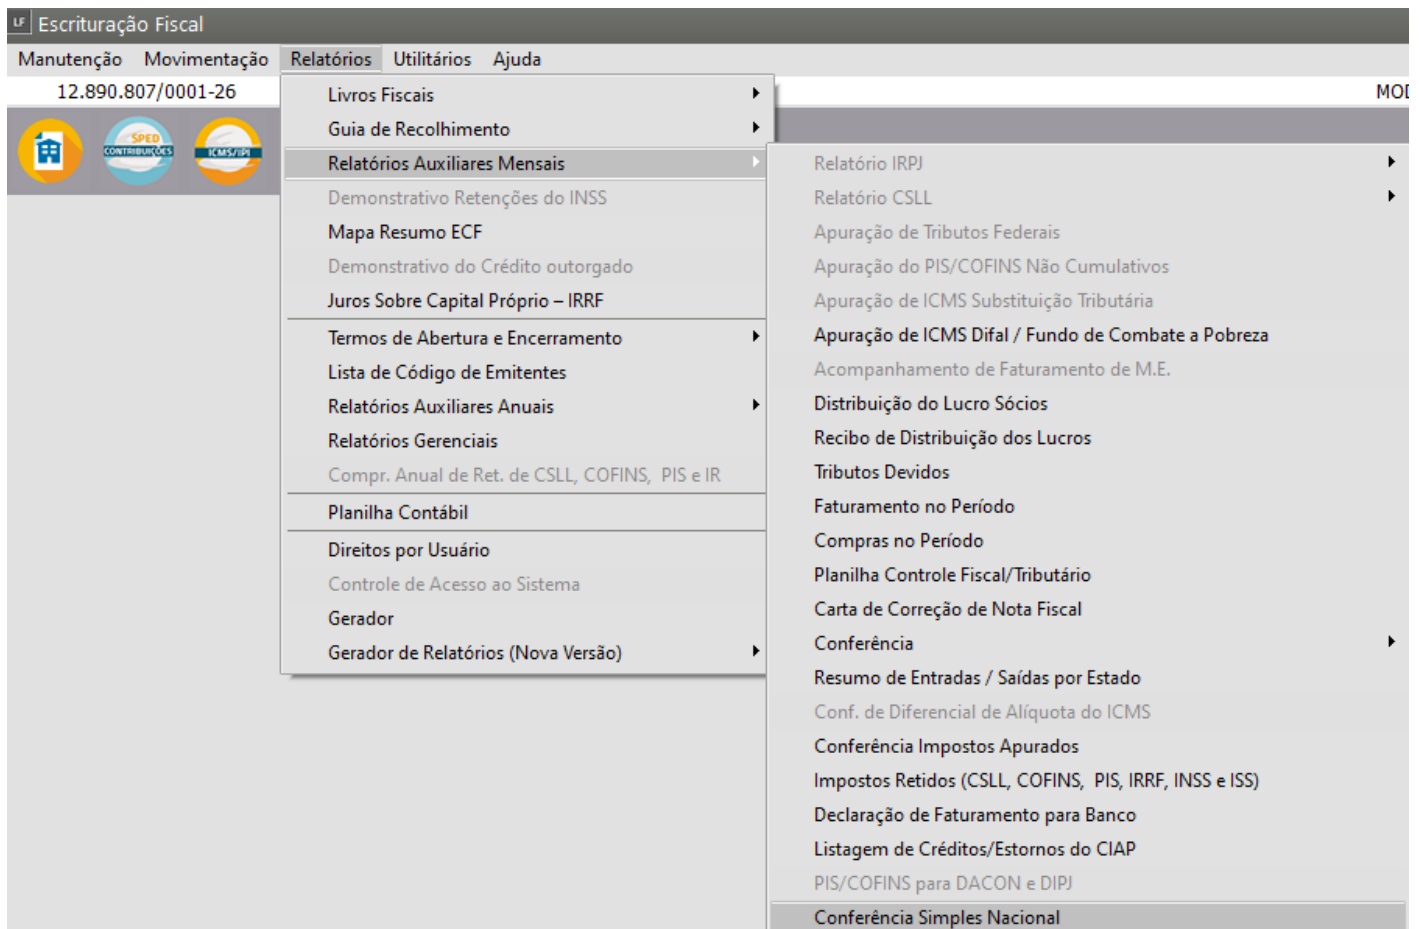 LF Escrituração Fiscal
Manutenção Movimentação Relatórios Utilitários Ajuda
12.890.807/0001-26
MOD
SPED CONTRIBUIÇÕES
ICMS/IPI
Livros Fiscais
Guia de Recolhimento
Relatórios Auxiliares Mensais
Demonstrativo Retenções do INSS
Mapa Resumo ECF
Demonstrativo do Crédito outorgado
Juros Sobre Capital Próprio – IRRF
Termos de Abertura e Encerramento
Lista de Código de Emitentes
Relatórios Auxiliares Anuais
Relatórios Gerenciais
Compr. Anual de Ret. de CSLL, COFINS, PIS e IR
Planilha Contábil
Direitos por Usuário
Controle de Acesso ao Sistema
Gerador
Gerador de Relatórios (Nova Versão)
Relatório IRPJ
Relatório CSLL
Apuração de Tributos Federais
Apuração do PIS/COFINS Não Cumulativos
Apuração de ICMS Substituição Tributária
Apuração de ICMS Difal / Fundo de Combate a Pobreza
Acompanhamento de Faturamento de M.E.
Distribuição do Lucro Sócios
Recibo de Distribuição dos Lucros
Tributos Devidos
Faturamento no Período
Compras no Período
Planilha Controle Fiscal/Tributário
Carta de Correção de Nota Fiscal
Conferência
Resumo de Entradas / Saídas por Estado
Conf. de Diferencial de Alíquota do ICMS
Conferência Impostos Apurados
Impostos Retidos (CSLL, COFINS, PIS, IRRF, INSS e ISS)
Declaração de Faturamento para Banco
Listagem de Créditos/Estornos do CIAP
PIS/COFINS para DACON e DIPJ
Conferência Simples Nacional